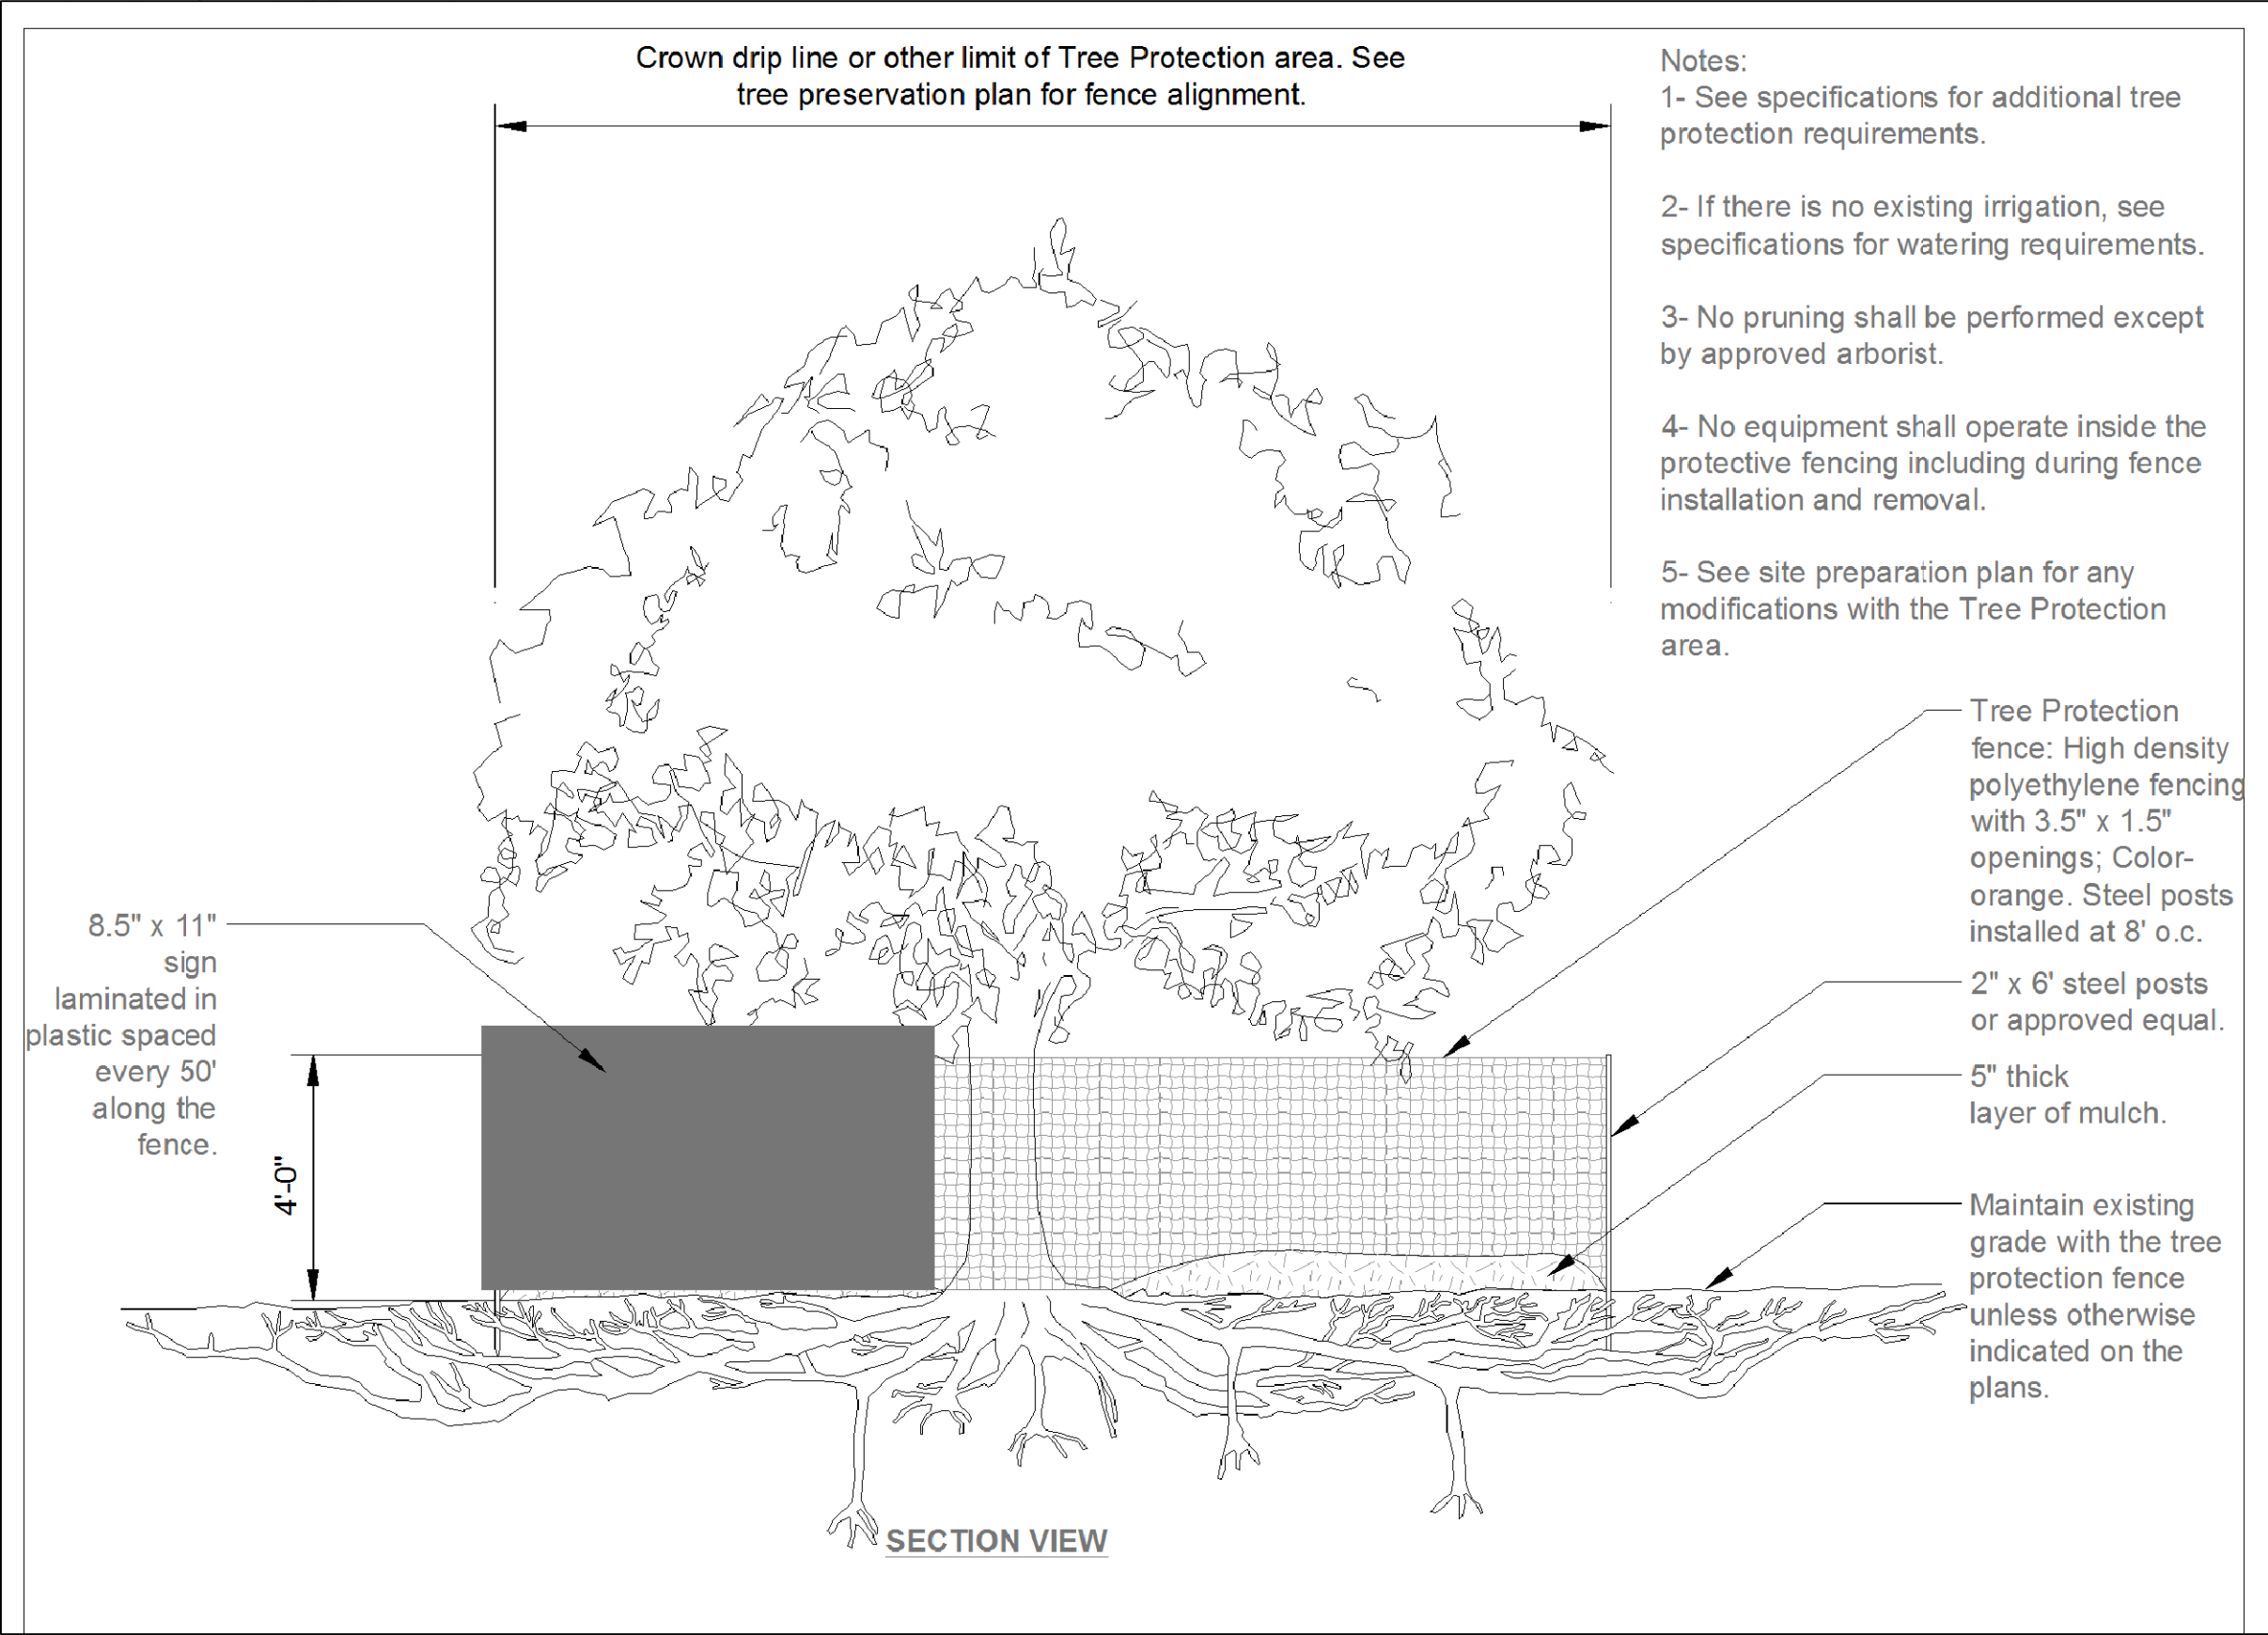 Crown drip line or other limit of Tree Protection area. See
tree preservation plan for fence alignment.
Notes:
1- See specifications for additional tree
protection requirements.
2- If there is no existing irrigation, see
specifications for watering requirements.
3- No pruning shall be performed except
by approved arborist.
4- No equipment shall operate inside the
protective fencing including during fence
installation and removal.
5- See site preparation plan for any
modifications with the Tree Protection
area.
Tree Protection
fence: High density
polyethylene fencing
with 3.5" x 1.5"
openings; Color-
orange. Steel posts
installed at 8' o.c.
2" x 6' steel posts
or approved equal.
5" thick
layer of mulch.
Maintain existing
grade with the tree
protection fence
unless otherwise
indicated on the
plans.
8.5" x 11"
sign
laminated in
plastic spaced
every 50'
along the
fence.
4'-0"
SECTION VIEW